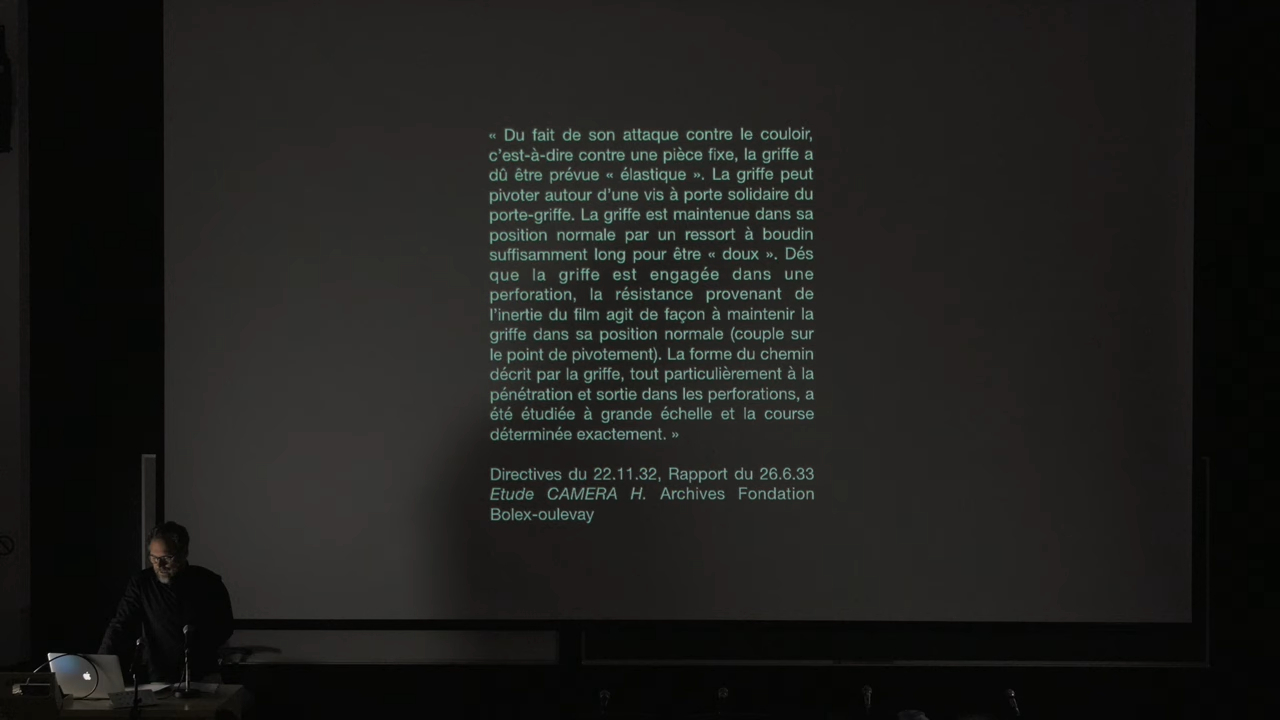 « Du fait de son attaque contre le couloir,
c'est-à-dire contre une pièce fixe, la griffe a
dû être prévue « élastique ». La griffe peut
pivoter autour d'une vis à porte solidaire du
porte-griffe. La griffe est maintenue dans sa
position normale par un ressort à boudin
suffisamment long pour être « doux ». Dés
que la griffe est engagée dans une
perforation, la résistance provenant de
l'inertie du film agit de façon à maintenir la
griffe dans sa position normale (couple sur
le point de pivotement). La forme du chemin
décrit par la griffe, tout particulièrement à la
pénétration et sortie dans les perforations, a
été étudiée à grande échelle et la course
déterminée exactement. »
Directives du 22.11.32, Rapport du 26.6.33
Etude CAMERA H. Archives Fondation
Bolex-oulevay